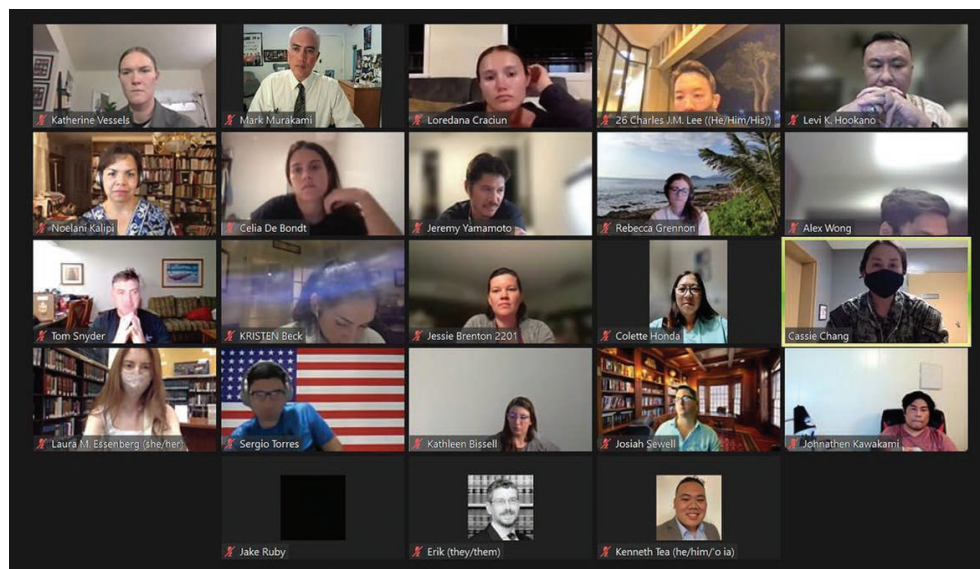 Katherine Vessels
Mark Murakami
Loredana Craciun
26 Charles J.M. Lee ((He/Him/His))
Levi K. Hookano
Noelani Kalipi
Celia De Bondt
Jeremy Yamamoto
Rebecca Grennon
Alex Wong
Tom Snyder
KRISTEN Beck
Jessie Brenton 2201
Colette Honda
Cassie Chang
Laura M. Essenberg (she/her)
Sergio Torres
Kathleen Bissell
Josiah Sewell
Johnathen Kawakami
Jake Ruby
Erik (they/them)
Kenneth Tea (he/him/'o ia)